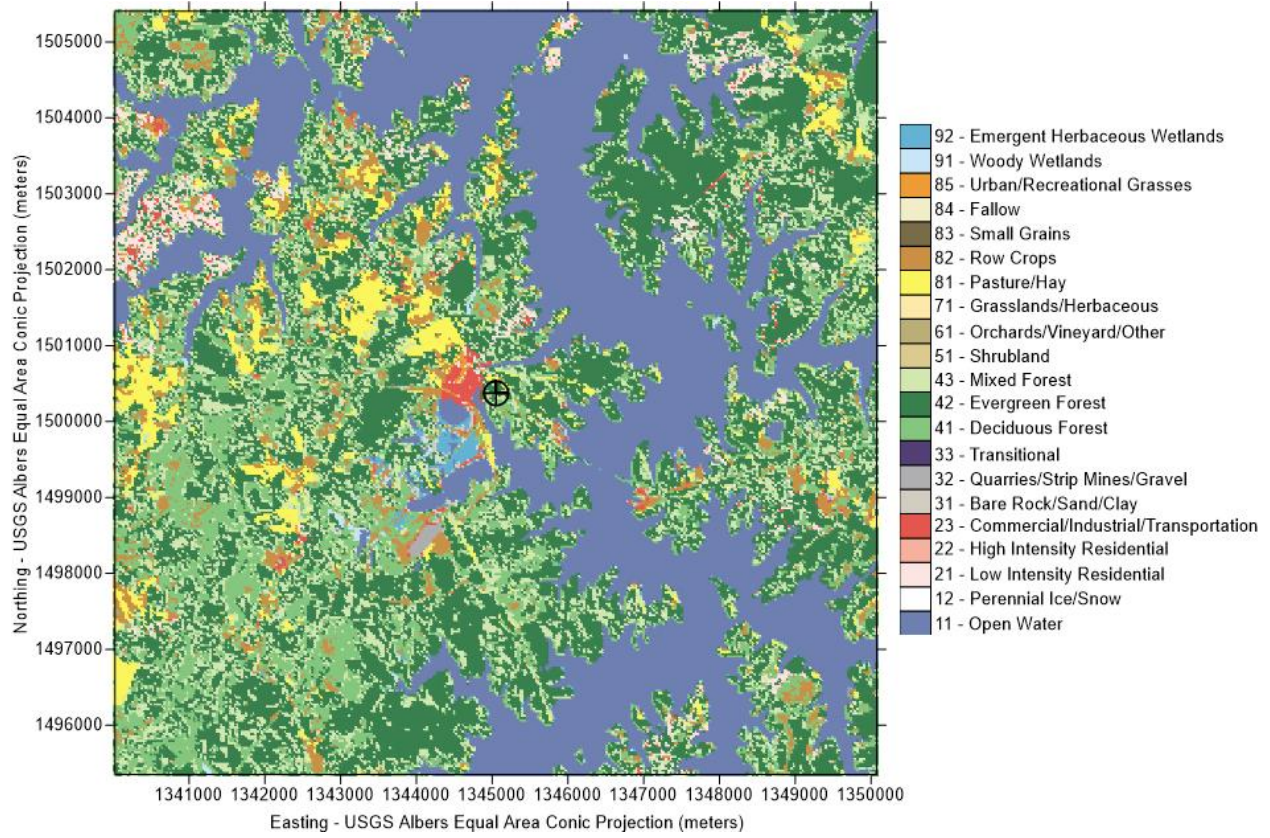 1505000
1504000
1503000
1502000
1501000
1500000
1499000
1498000
1497000
1496000
Northing - USGS Albers Equal Area Conic Projection (meters)
1341000 1342000 1343000 1344000 1345000 1346000 1347000 1348000 1349000 1350000
Easting - USGS Albers Equal Area Conic Projection (meters)
92 - Emergent Herbaceous Wetlands
91 - Woody Wetlands
85 - Urban/Recreational Grasses
84 - Fallow
83 - Small Grains
82 - Row Crops
81 - Pasture/Hay
71 - Grasslands/Herbaceous
61 - Orchards/Vineyard/Other
51 - Shrubland
43 - Mixed Forest
42 - Evergreen Forest
41 - Deciduous Forest
33 - Transitional
32 - Quarries/Strip Mines/Gravel
31 - Bare Rock/Sand/Clay
23 - Commercial/Industrial/Transportation
22 - High Intensity Residential
21 - Low Intensity Residential
12 - Perennial Ice/Snow
11 - Open Water